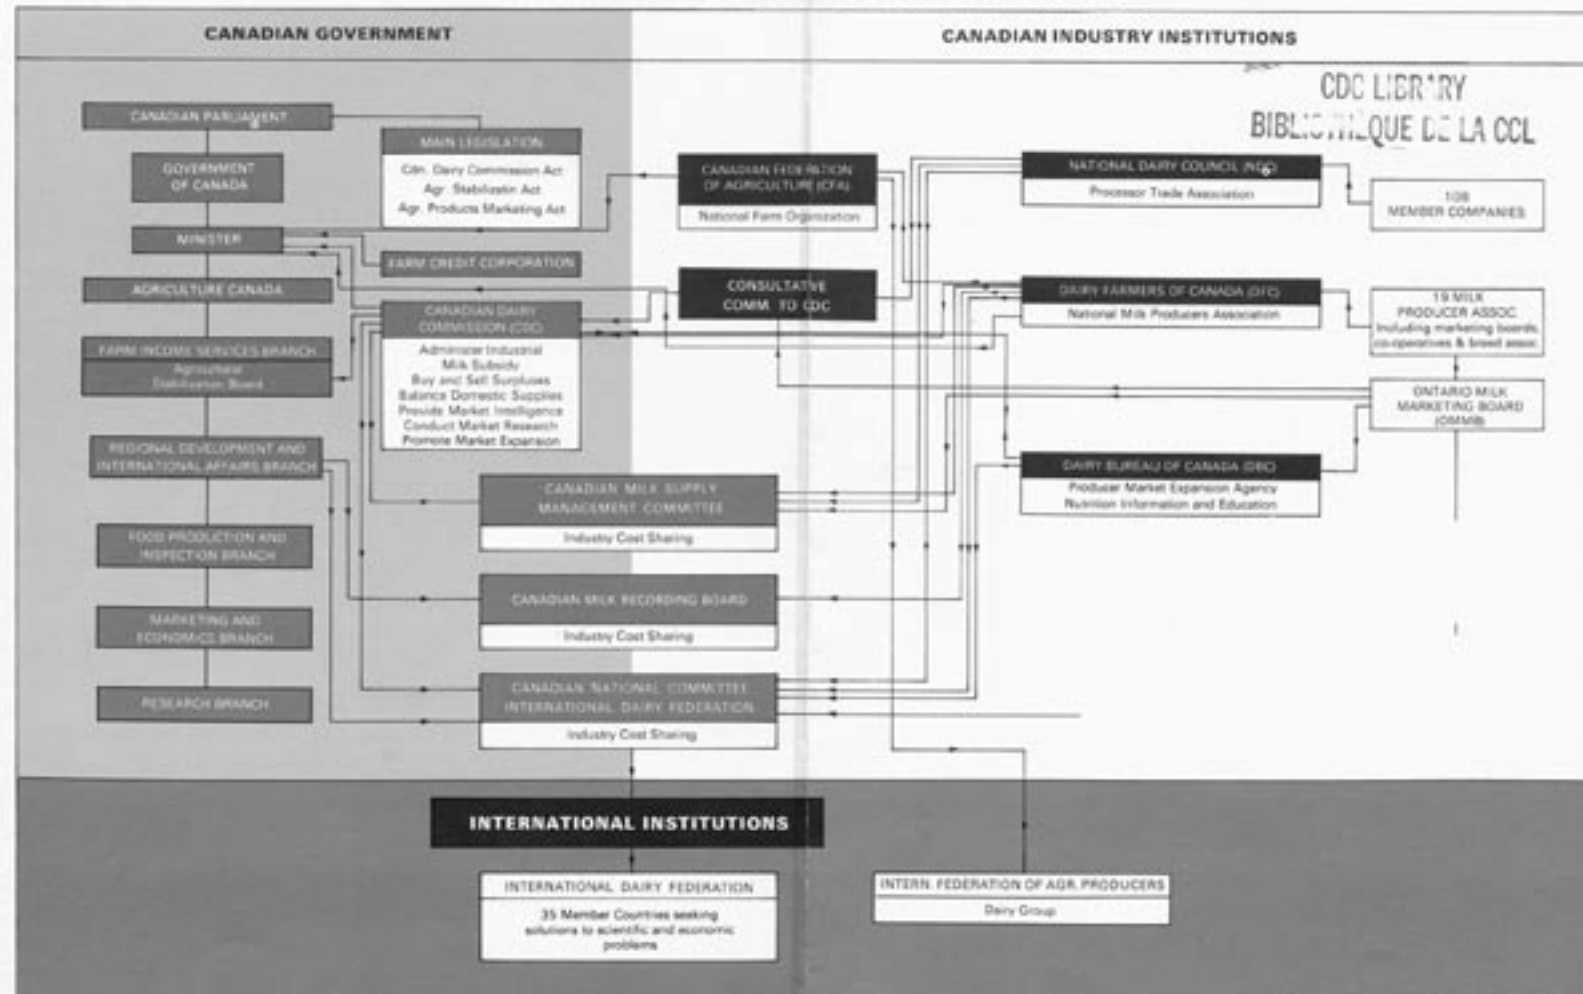 CANADIAN GOVERNMENT
CANADIAN INDUSTRY INSTITUTIONS
CDC LIBRARY
BIBLIOTHEQUE DE LA CCL
CANADIAN PARLIAMENT
GOVERNMENT
OF CANADA
MINISTER
AGRICULTURE CANADA
FARM INCOME SERVICES BRANCH
Agricultural
Stabilization Board
REGIONAL DEVELOPMENT AND
INTERNATIONAL AFFAIRS BRANCH
FOOD PRODUCTION AND
INSPECTION BRANCH
MARKETING AND
ECONOMICS BRANCH
RESEARCH BRANCH
MAIN LEGISLATION
Cdn. Dairy Commission Act
Agr. Stabilizatin Act
Agr. Products Marketing Act
FARM CREDIT CORPORATION
CANADIAN DAIRY
COMMISSION (CDC)
Administer Industrial
Milk Subsidy
Buy and Sell Surpluses
Balance Domestic Supplies
Provide Market Intelligence
Conduct Market Research
Promote Market Expansion
CANADIAN FEDERATION
OF AGRICULTURE (CFA)
National Farm Organization
CONSULTATIVE
COMM. TO CDC
CANADIAN MILK SUPPLY
MANAGEMENT COMMITTEE
Industry Cost Sharing
CANADIAN MILK RECORDING BOARD
Industry Cost Sharing
CANADIAN NATIONAL COMMITTEE
INTERNATIONAL DAIRY FEDERATION
Industry Cost Sharing
NATIONAL DAIRY COUNCIL (NDC)
Processor Trade Association
108
MEMBER COMPANIES
DAIRY FARMERS OF CANADA (DFC)
National Milk Producers Association
19 MILK
PRODUCER ASSOC.
Including marketing boards,
co-operatives & breed assoc.
ONTARIO MILK
MARKETING BOARD
(OMMB)
DAIRY BUREAU OF CANADA (DBC)
Producer Market Expansion Agency
Nutrition Information and Education
INTERNATIONAL INSTITUTIONS
INTERNATIONAL DAIRY FEDERATION
35 Member Countries seeking
solutions to scientific and economic
problems
INTERN. FEDERATION OF AGR. PRODUCERS
Dairy Group